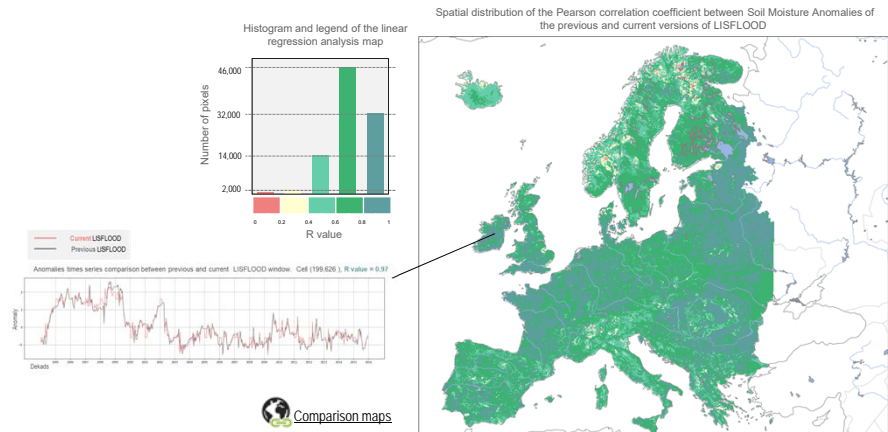 Histogram and legend of the linear
regression analysis map
Number of pixels
46,000
32,000
14,000
2,000
0 0.2 0.4 0.6 0.8 1
R value
Spatial distribution of the Pearson correlation coefficient between Soil Moisture Anomalies of
the previous and current versions of LISFLOOD
Current LISFLOOD
Previous LISFLOOD
Anomalies times series comparison between previous and current LISFLOOD window. Cell (199,626 ), R value = 0,97
Anomaly
Dekads
Comparison maps